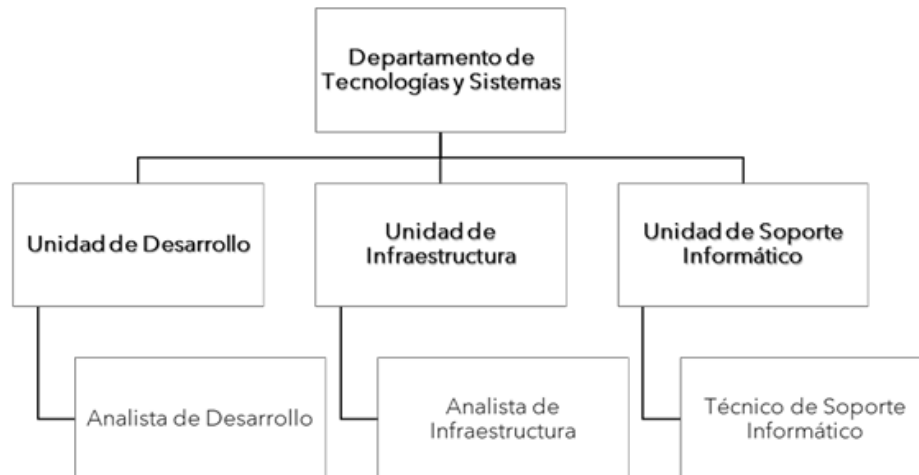 Departamento de
Tecnologías y Sistemas
Unidad de Desarrollo
Unidad de
Infraestructura
Unidad de Soporte
Informático
Analista de Desarrollo
Analista de
Infraestructura
Técnico de Soporte
Informático